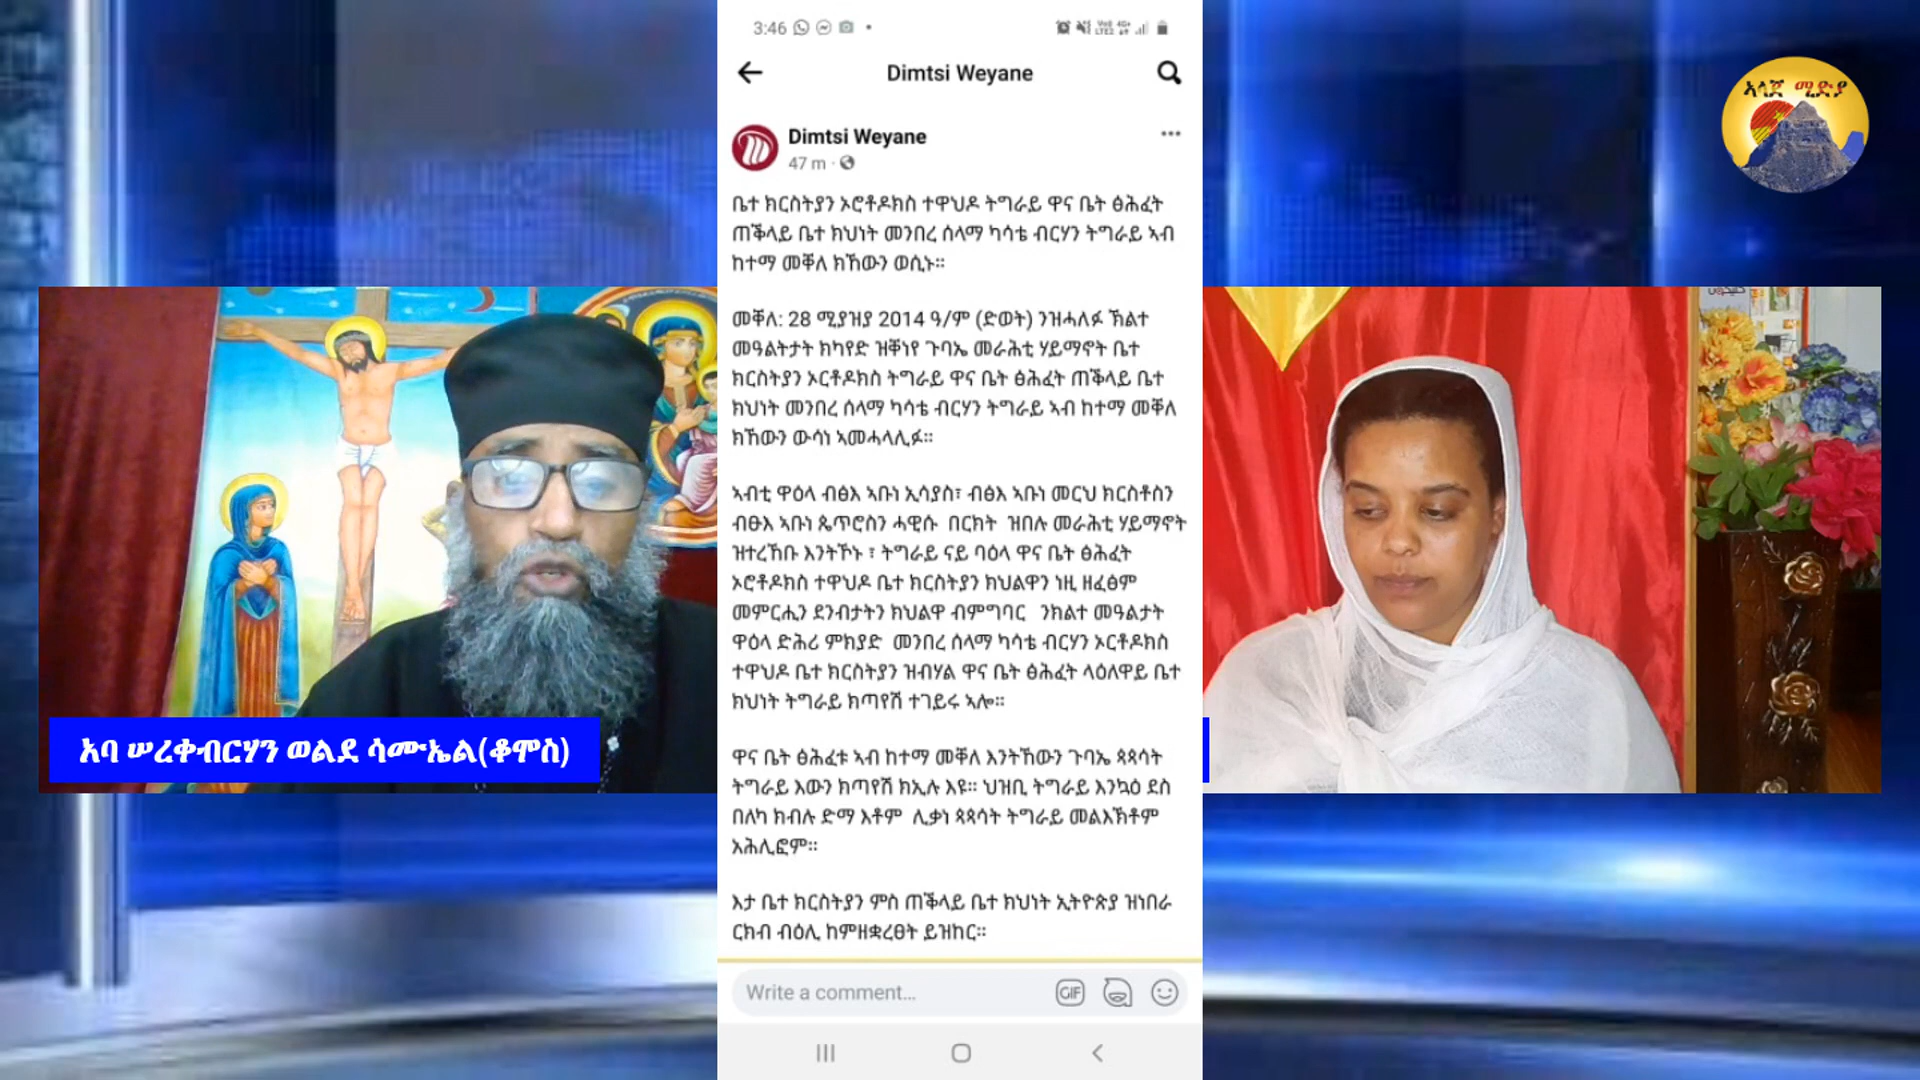 3:46
Dimtsi Weyane
ኣላጀ ሚድያ
Dimtsi Weyane
47 m
ቤተ ክርስትያን ኦሮቶዶክስ ተዋህዶ ትግራይ ዋና ቤት ፅሕፈት
ጠቕላይ ቤተ ክህነት መንበረ ሰላማ ካሳቴ ብርሃን ትግራይ ኣብ
ከተማ መቐለ ክኸውን ወሲኑ።
መቐለ: 28 ሚያዝያ 2014 ዓ/ም (ድወት) ንዝሓለፉ ኽልተ
መዓልትታት ክካየድ ዝቐነየ ጉባኤ መራሕቲ ሃይማኖት ቤተ
ክርስትያን ኦርቶዶክስ ትግራይ ዋና ቤት ፅሕፈት ጠቕላይ ቤተ
ክህነት መንበረ ሰላማ ካሳቴ ብርሃን ትግራይ ኣብ ከተማ መቐለ
ክኸውን ውሳነ ኣመሓላሊፉ።
ኣብቲ ዋዕላ ብፅእ ኣቡነ ኢሳያስ፣ ብፅእ ኣቡነ መርህ ክርስቶስን
ብፁእ ኣቡነ ጴጥሮስን ሓዊሱ በርክት ዝበሉ መራሕቲ ሃይማኖት
ዝተረኸቡ እንትኾኑ ፣ ትግራይ ናይ ባዕላ ዋና ቤት ፅሕፈት
ኦሮቶዶክስ ተዋህዶ ቤተ ክርስትያን ክህልዋን ነዚ ዘፈፅም
መምርሒን ደንብታትን ክህልዋ ብምግባር ንክልተ መዓልታት
ዋዕላ ድሕሪ ምክያድ መንበረ ሰላማ ካሳቴ ብርሃን ኦርተዶክስ
ተዋህዶ ቤተ ክርስትያን ዝብሃል ዋና ቤት ፅሕፈት ላዕለዋይ ቤተ
ክህነት ትግራይ ክጣየሽ ተገይሩ ኣሎ።
ዋና ቤት ፅሕፈቱ ኣብ ከተማ መቐለ እንትኸውን ጉባኤ ጳጳሳት
ትግራይ እውን ክጣየሽ ክኢሉ እዩ። ህዝቢ ትግራይ እንኳዕ ደስ
በለካ ክብሉ ድማ እቶም ሊቃነ ጳጳሳት ትግራይ መልእኽቶም
አሕሊፎም።
እታ ቤተ ክርስትያን ምስ ጠቕላይ ቤተ ክህነት ኢትዮጵያ ዝነበራ
ርክብ ብዕሊ ከምዘቋረፀት ይዝከር።
Write a comment...
GIF
አባ ሠረቀብርሃን ወልደ ሳሙኤል(ቆሞስ)